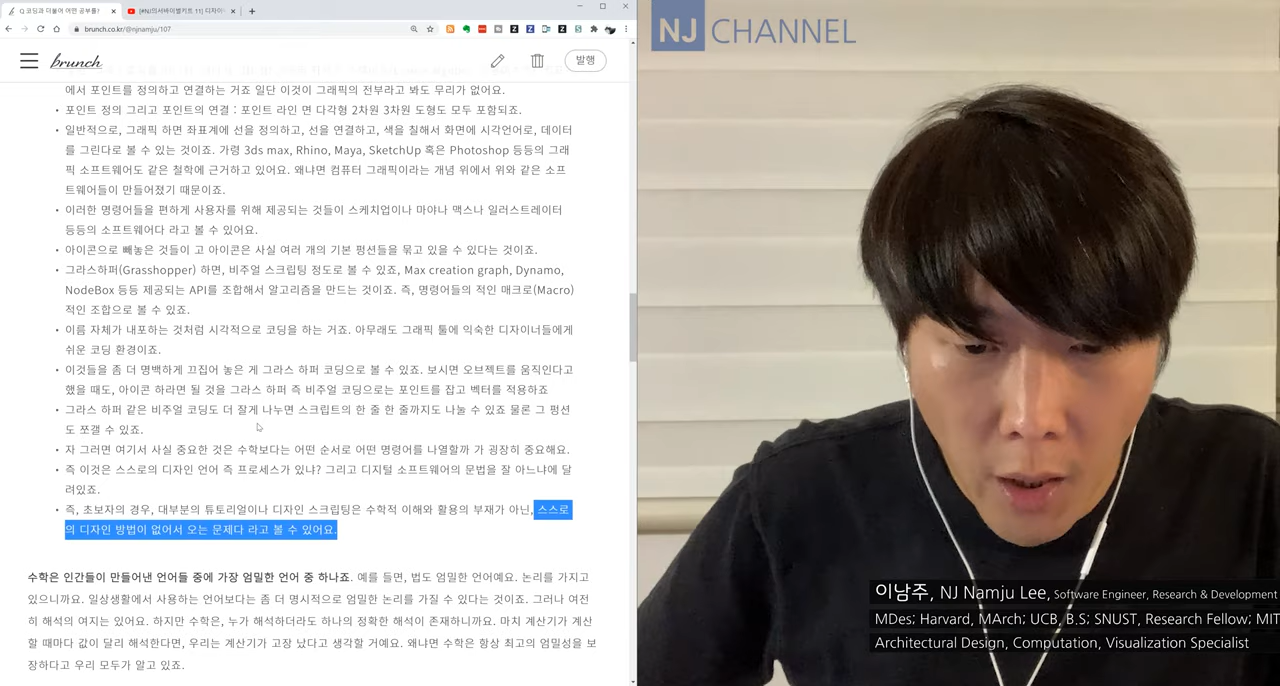 Q 코딩과 더불어 어떤 공부를?
[#NJ의서바이벌키트 11] 디자이
brunch.co.kr/@njnamju/107
brunch
발행
에서 포인트를 정의하고 연결하는 거죠 일단 이것이 그래픽의 전부라고 봐도 무리가 없어요.
• 포인트 정의 그리고 포인트의 연결 : 포인트 라인 면 다각형 2차원 3차원 도형도 모두 포함되죠.
• 일반적으로, 그래픽 하면 좌표계에 선을 정의하고, 선을 연결하고, 색을 칠해서 화면에 시각언어로, 데이터
를 그린다로 볼 수 있는 것이죠. 가령 3ds max, Rhino, Maya, SketchUp 혹은 Photoshop 등등의 그래
픽 소프트웨어도 같은 철학에 근거하고 있어요. 왜냐면 컴퓨터 그래픽이라는 개념 위에서 위와 같은 소프
트웨어들이 만들어졌기 때문이죠.
• 이러한 명령어들을 편하게 사용자를 위해 제공되는 것들이 스케치업이나 마야나 맥스나 일러스트레이터
등등의 소프트웨어다 라고 볼 수 있어요.
• 아이콘으로 빼놓은 것들이 고 아이콘은 사실 여러 개의 기본 펑션들을 묶고 있을 수 있다는 것이죠.
• 그라스하퍼(Grasshopper) 하면, 비주얼 스크립팅 정도로 볼 수 있죠, Max creation graph, Dynamo,
NodeBox 등등 제공되는 API를 조합해서 알고리즘을 만드는 것이죠. 즉, 명령어들의 적인 매크로(Macro)
적인 조합으로 볼 수 있죠.
• 이름 자체가 내포하는 것처럼 시각적으로 코딩을 하는 거죠. 아무래도 그래픽 툴에 익숙한 디자이너들에게
쉬운 코딩 환경이죠.
• 이것들을 좀 더 명백하게 끄집어 놓은 게 그라스 하퍼 코딩으로 볼 수 있죠. 보시면 오브젝트를 움직인다고
했을 때도, 아이콘 하라면 될 것을 그라스 하퍼 즉 비주얼 코딩으로는 포인트를 잡고 벡터를 적용하죠
• 그라스 하퍼 같은 비주얼 코딩도 더 잘게 나누면 스크립트의 한 줄 한 줄까지도 나눌 수 있죠 물론 그 펑션
도 쪼갤 수 있죠.
• 자 그러면 여기서 사실 중요한 것은 수학보다는 어떤 순서로 어떤 명령어를 나열할까 가 굉장히 중요해요.
• 즉 이것은 스스로의 디자인 언어 즉 프로세스가 있나? 그리고 디지털 소프트웨어의 문법을 잘 아느냐에 달
려있죠.
• 즉, 초보자의 경우, 대부분의 튜토리얼이나 디자인 스크립팅은 수학적 이해와 활용의 부재가 아닌, 스스로
의 디자인 방법이 없어서 오는 문제다 라고 볼 수 있어요.
수학은 인간들이 만들어낸 언어들 중에 가장 엄밀한 언어 중 하나죠. 예를 들면, 법도 엄밀한 언어예요. 논리를 가지고
있으니까요. 일상생활에서 사용하는 언어보다는 좀 더 명시적으로 엄밀한 논리를 가질 수 있다는 것이죠. 그러나 여전
히 해석의 여지는 있어요. 하지만 수학은, 누가 해석하더라도 하나의 정확한 해석이 존재하니까요. 마치 계산기가 계산
할 때마다 값이 달리 해석한다면, 우리는 계산기가 고장 났다고 생각할 거예요. 왜냐면 수학은 항상 최고의 엄밀성을 보
장하다고 우리 모두가 알고 있죠.
NJ CHANNEL
이남주, NJ Namju Lee, Software Engineer, Research & Development
MDes; Harvard, MArch; UCB, B.S; SNUST, Research Fellow; MIT
Architectural Design, Computation, Visualization Specialist